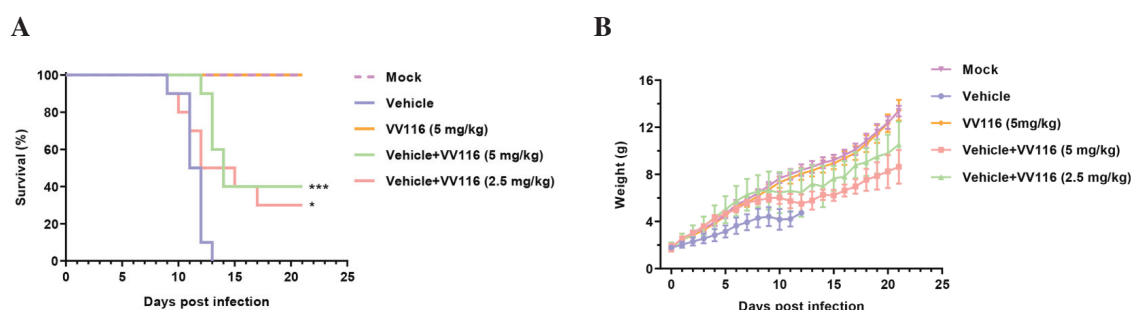 A
B
Survival (%)
100
80
60
40
20
0
0 5 10 15 20 25
Days post infection
***
*
Mock
Vehicle
VV116 (5 mg/kg)
Vehicle+VV116 (5 mg/kg)
Vehicle+VV116 (2.5 mg/kg)
Weight (g)
16
12
8
4
0
0 5 10 15 20 25
Days post infection
Mock
Vehicle
VV116 (5mg/kg)
Vehicle+VV116 (5 mg/kg)
Vehicle+VV116 (2.5 mg/kg)